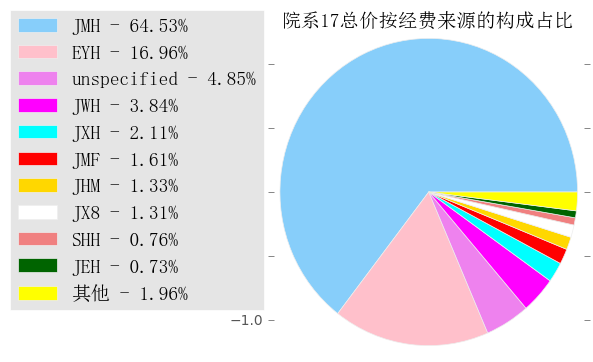 院系17总价按经费来源的构成占比
JMH - 64.53%
EYH - 16.96%
unspecified - 4.85%
JWH - 3.84%
JXH - 2.11%
JMF - 1.61%
JHM - 1.33%
JX8 - 1.31%
SHH - 0.76%
JEH - 0.73%
其他 - 1.96%
−1.0